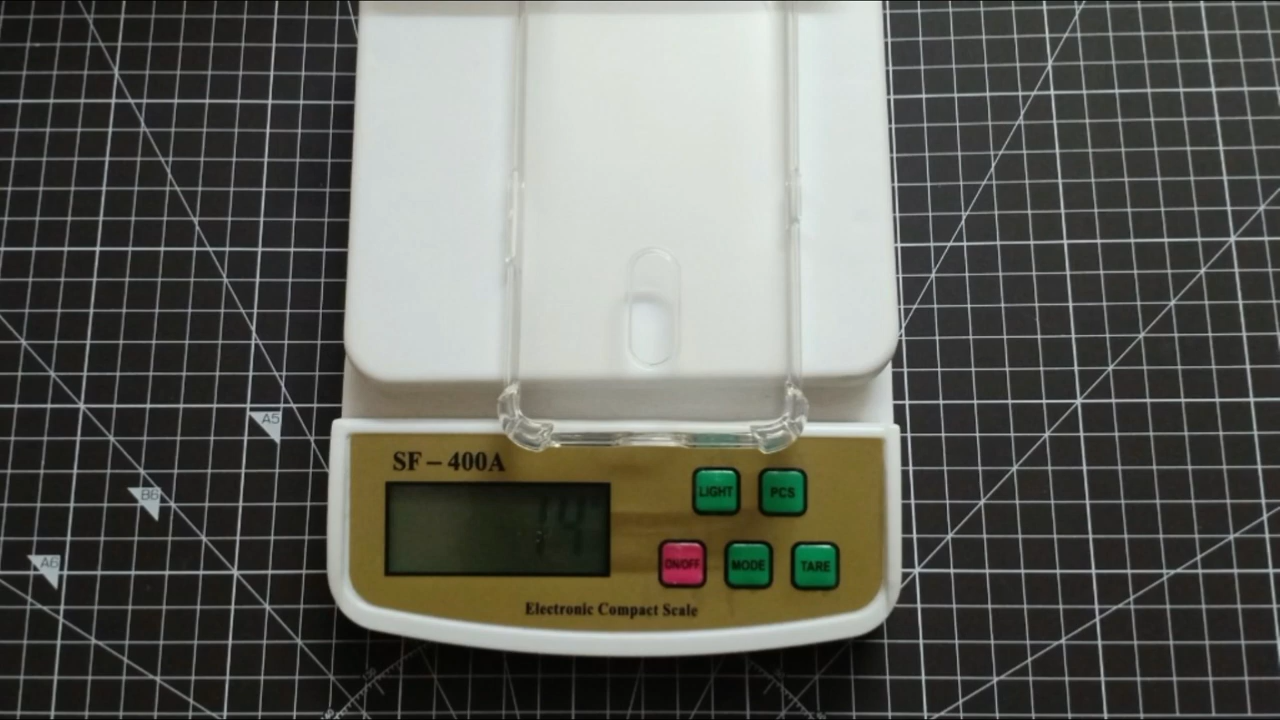 SF – 400A
LIGHT
PCS
A5
B6
A6
ON/OFF
MODE
TARE
Electronic Compact Scale